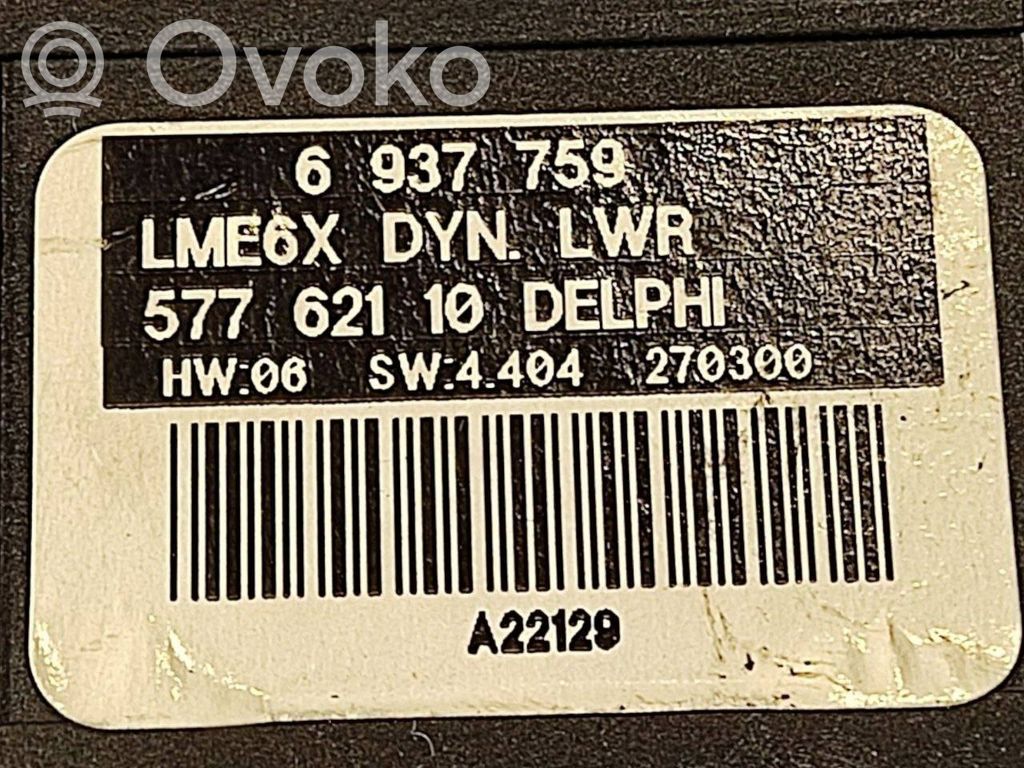 Ovoko
6 937 759
LME6X DYN. LWR
577 621 10 DELPHI
HW:06 SW:4.404 270300
A22129